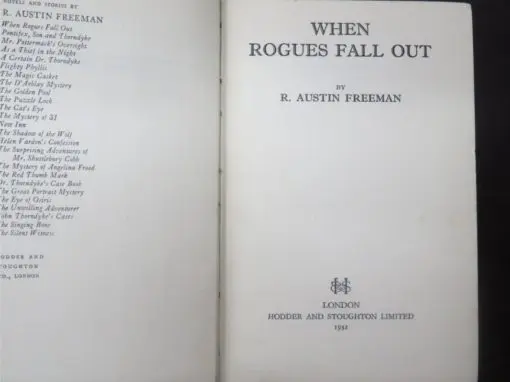 NOVELS AND STORIES BY
R. AUSTIN FREEMAN
When Rogues Fall Out
Pontifex, Son and Thorndyke
Mr. Pottermack's Oversight
As a Thief in the Night
A Certain Dr. Thorndyke
Flighty Phyllis
The Magic Casket
The D'Arblay Mystery
The Golden Pool
The Puzzle Lock
The Cat's Eye
The Mystery of 31
New Inn
The Shadow of the Wolf
Helen Vardon's Confession
The Surprising Adventures of
Mr. Shuttlebury Cobb
The Mystery of Angelina Frood
The Red Thumb Mark
Dr. Thorndyke's Case Book
The Great Portrait Mystery
The Eye of Osiris
The Unwilling Adventurer
John Thorndyke's Cases
The Singing Bone
The Silent Witness
HODDER AND
STOUGHTON
LTD., LONDON
WHEN
ROGUES FALL OUT
BY
R. AUSTIN FREEMAN
LONDON
HODDER AND STOUGHTON LIMITED
1932